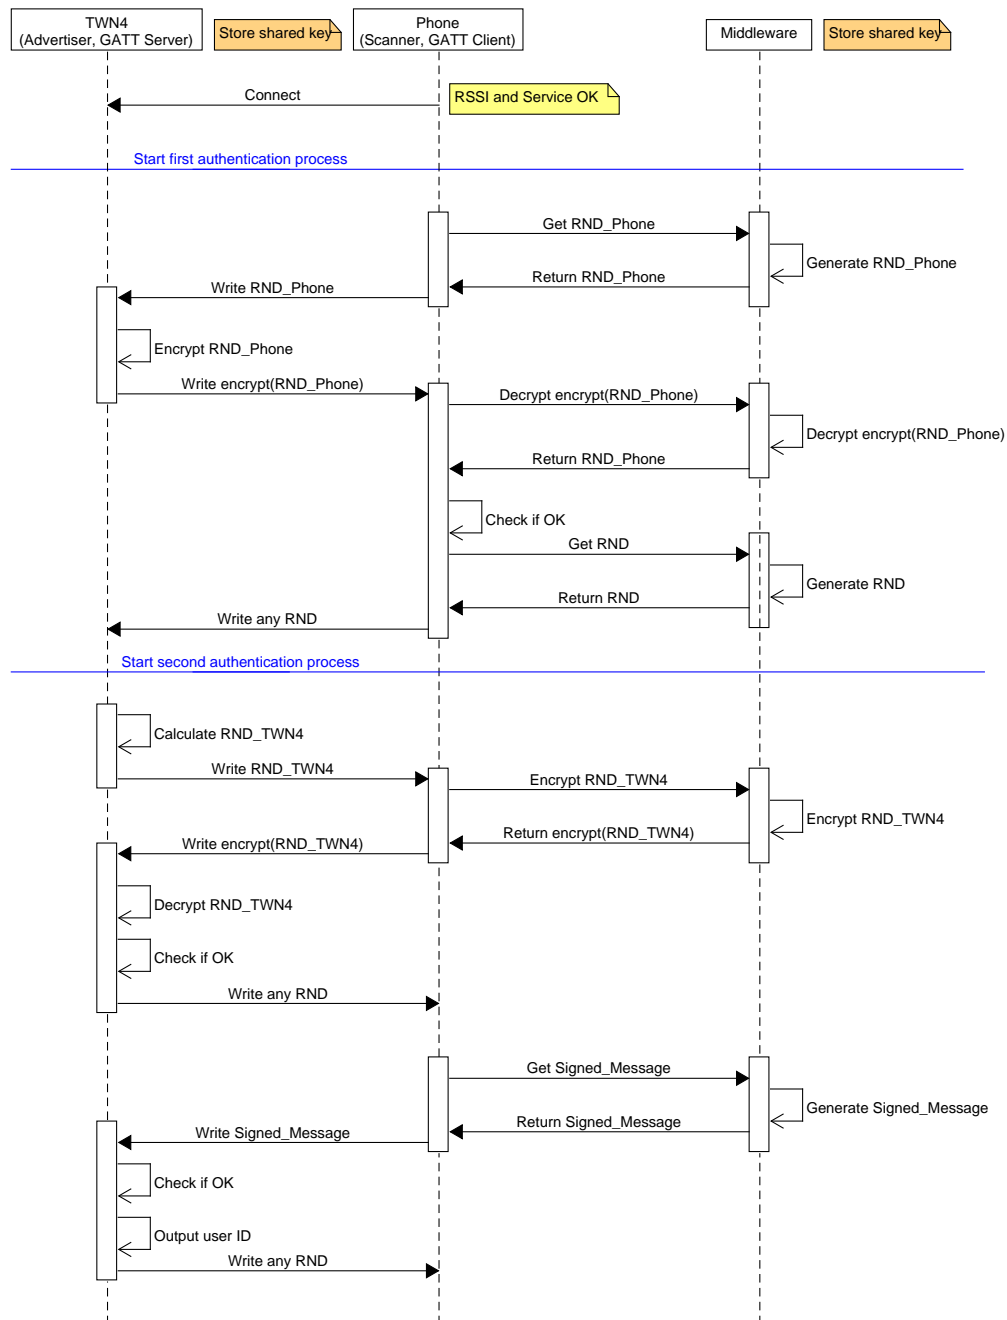 TWN4
(Advertiser, GATT Server)
Store shared key
Phone
(Scanner, GATT Client)
Middleware
Store shared key
Connect
RSSI and Service OK
Start first authentication process
Get RND_Phone
Generate RND_Phone
Return RND_Phone
Write RND_Phone
Encrypt RND_Phone
Write encrypt(RND_Phone)
Decrypt encrypt(RND_Phone)
Decrypt encrypt(RND_Phone)
Return RND_Phone
Check if OK
Get RND
Generate RND
Return RND
Write any RND
Start second authentication process
Calculate RND_TWN4
Write RND_TWN4
Encrypt RND_TWN4
Encrypt RND_TWN4
Return encrypt(RND_TWN4)
Write encrypt(RND_TWN4)
Decrypt RND_TWN4
Check if OK
Write any RND
Get Signed_Message
Generate Signed_Message
Return Signed_Message
Write Signed_Message
Check if OK
Output user ID
Write any RND